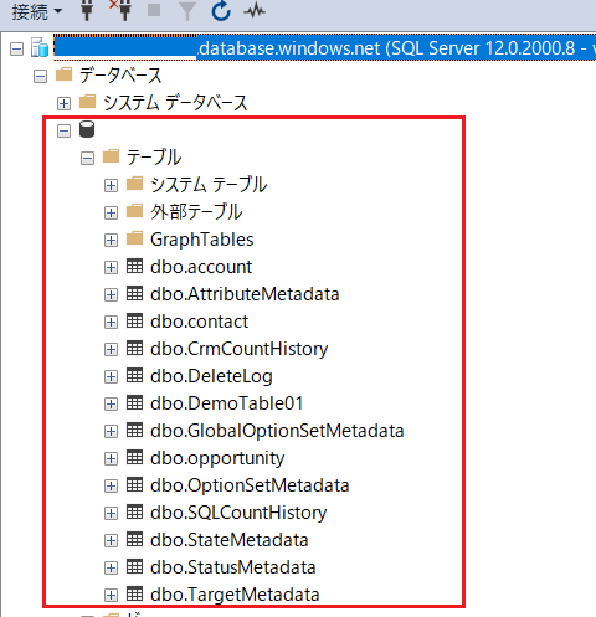 接続
.database.windows.net (SQL Server 12.0.2000.8 -
データベース
システム データベース
テーブル
システム テーブル
外部テーブル
GraphTables
dbo.account
dbo.AttributeMetadata
dbo.contact
dbo.CrmCountHistory
dbo.DeleteLog
dbo.DemoTable01
dbo.GlobalOptionSetMetadata
dbo.opportunity
dbo.OptionSetMetadata
dbo.SQLCountHistory
dbo.StateMetadata
dbo.StatusMetadata
dbo.TargetMetadata